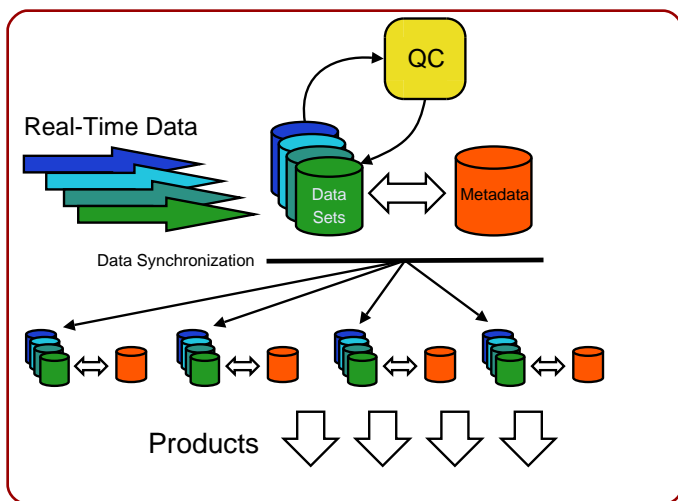 QC
Real-Time Data
Data
Sets
Metadata
Data Synchronization
Products